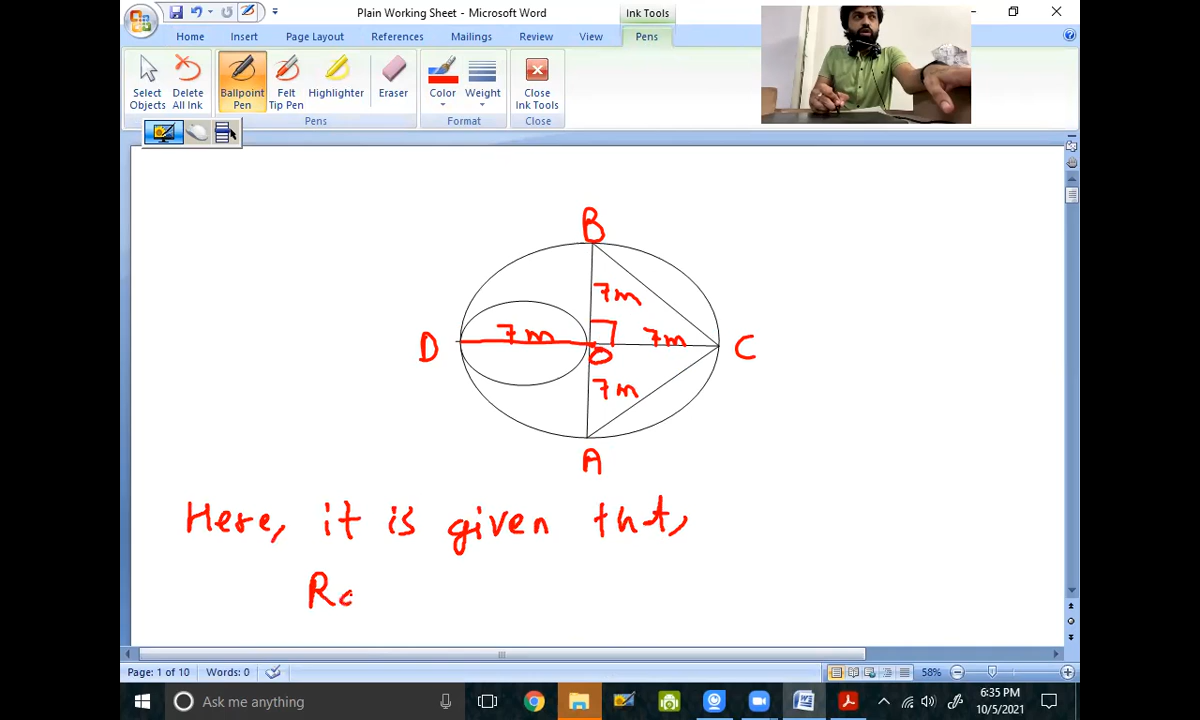 Plain Working Sheet - Microsoft Word
Ink Tools
Home
Insert
Page Layout
References
Mailings
Review
View
Pens
Select Objects
Delete All Ink
Ballpoint Pen
Felt Tip Pen
Highlighter
Eraser
Color
Weight
Close Ink Tools
Pens
Format
Close
B
7m
D
7m
7m
C
O
7m
A
Here, it is given tht,
Ra
Page: 1 of 10
Words: 0
58%
Ask me anything
6:35 PM
10/5/2021